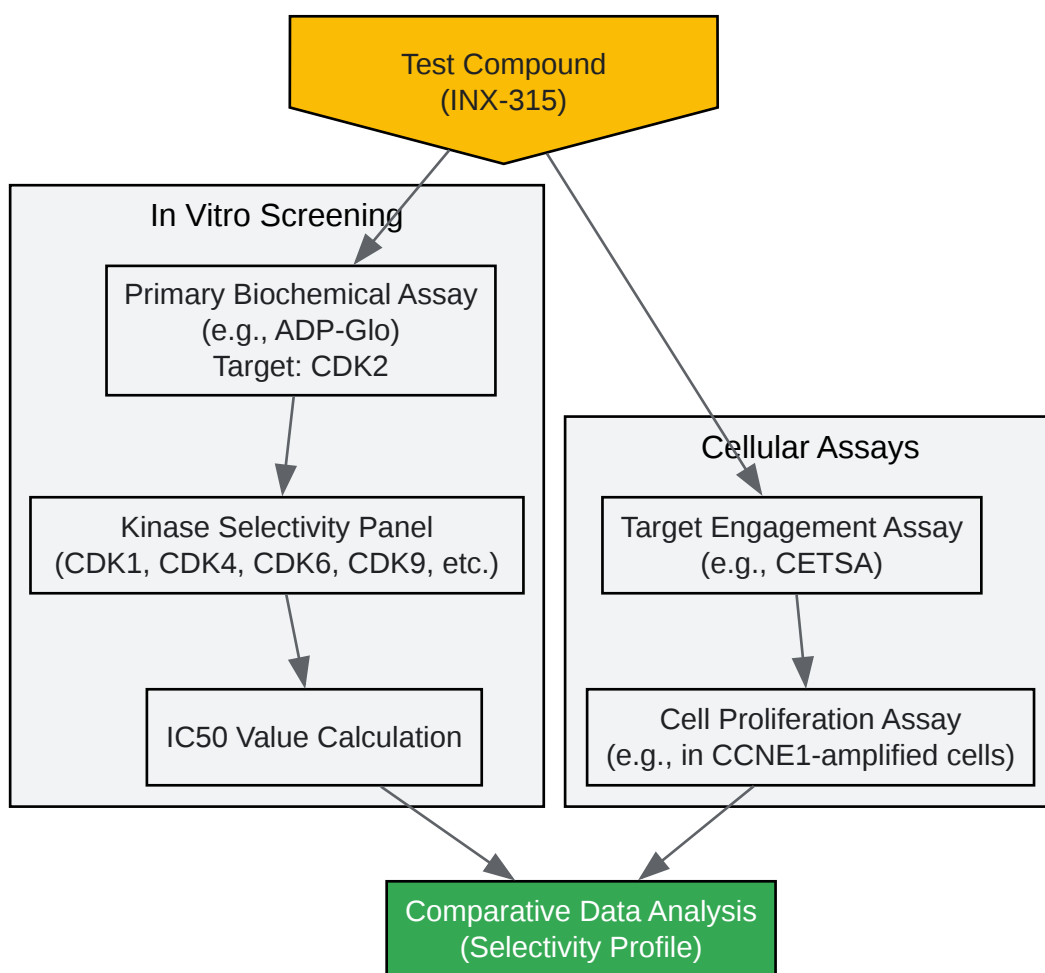 Test Compound
(INX-315)
In Vitro Screening
Primary Biochemical Assay
(e.g., ADP-Glo)
Target: CDK2
Kinase Selectivity Panel
(CDK1, CDK4, CDK6, CDK9, etc.)
IC50 Value Calculation
Cellular Assays
Target Engagement Assay
(e.g., CETSA)
Cell Proliferation Assay
(e.g., in CCNE1-amplified cells)
Comparative Data Analysis
(Selectivity Profile)